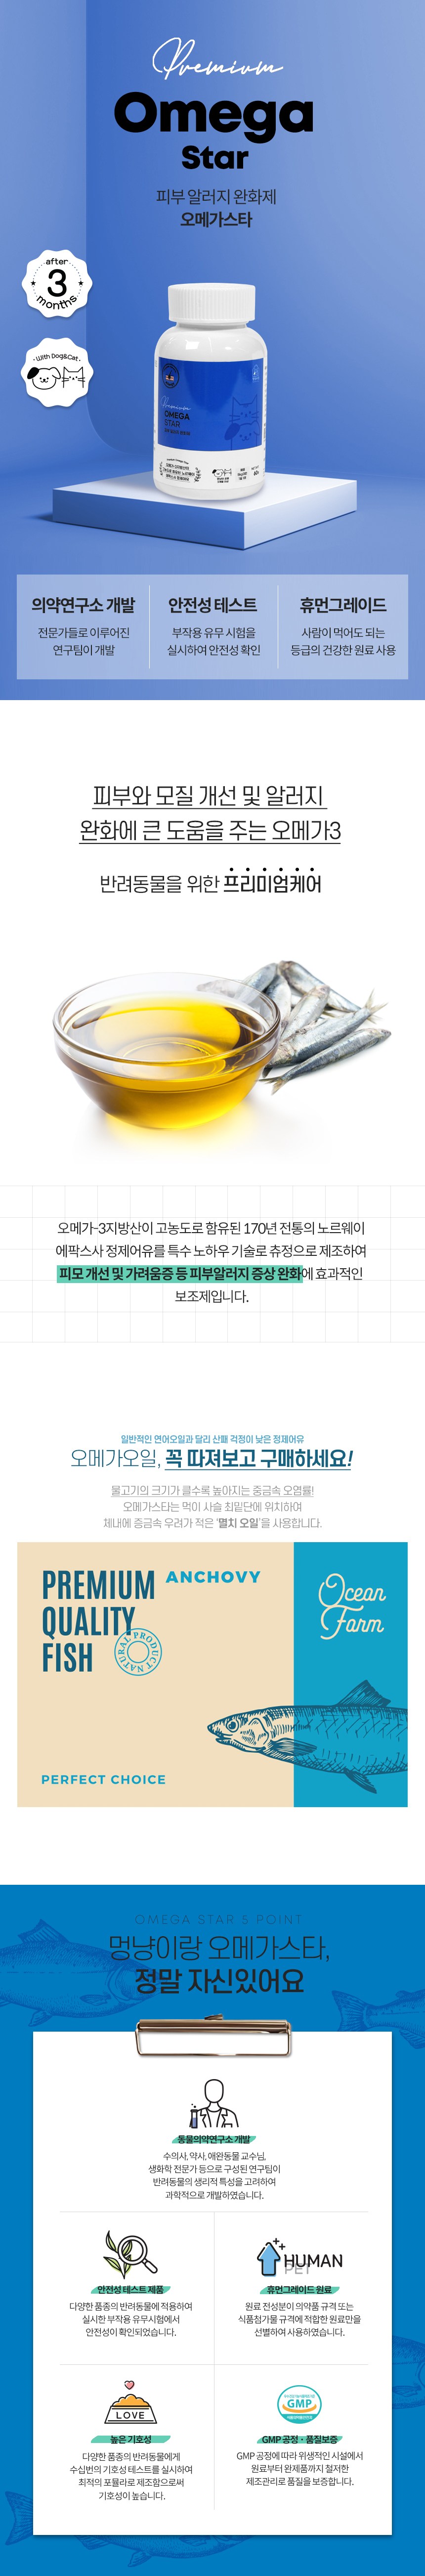 Premium
Omega
Star
피부 알러지 완화제
오메가스타
after
3
months
With Dog&Cat
Premium
OMEGA
STAR
의약연구소 개발
전문가들로 이루어진
연구팀이 개발
안전성 테스트
부작용 유무 시험을
실시하여 안전성 확인
휴먼그레이드
사람이 먹어도 되는
등급의 건강한 원료 사용
피부와 모질 개선 및 알러지
완화에 큰 도움을 주는 오메가3
반려동물을 위한 프리미엄케어
오메가-3지방산이 고농도로 함유된 170년 전통의 노르웨이
에팍스사 정제어유를 특수 노하우 기술로 츄정으로 제조하여
피모 개선 및 가려움증 등 피부알러지 증상 완화에 효과적인
보조제입니다.
일반적인 연어오일과 달리 산패 걱정이 낮은 정제어유
오메가오일, 꼭 따져보고 구매하세요!
물고기의 크기가 클수록 높아지는 중금속 오염률!
오메가스타는 먹이 사슬 최밑단에 위치하여
체내에 중금속 우려가 적은 '멸치 오일'을 사용합니다.
PREMIUM
QUALITY
FISH
ANCHOVY
NATURAL PRODUCT
Ocean
Farm
PERFECT CHOICE
OMEGA STAR'S POINT
멍냥이랑 오메가스타,
정말 자신있어요
동물의약연구소 개발
수의사, 약사, 애완동물 교수님,
생화학 전문가 등으로 구성된 연구팀이
반려동물의 생리적 특성을 고려하여
과학적으로 개발하였습니다.
안전성 테스트 제품
다양한 품종의 반려동물에 적용하여
실시한 부작용 유무시험에서
안전성이 확인되었습니다.
HUMAN
PET
휴먼그레이드 원료
원료 전성분이 의약품 규격 또는
식품첨가물 규격에 적합한 원료만을
선별하여 사용하였습니다.
LOVE
높은 기호성
다양한 품종의 반려동물에게
수십번의 기호성 테스트를 실시하여
최적의 포뮬라로 제조함으로써
기호성이 높습니다.
GMP
GMP 공정 · 품질보증
GMP 공정에 따라 위생적인 시설에서
원료부터 완제품까지 철저한
제조관리로 품질을 보증합니다.